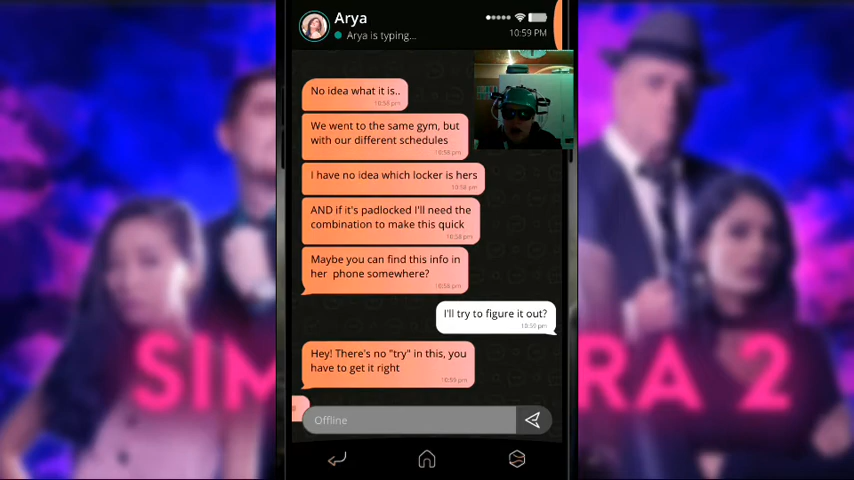 Arya
Arya is typing...
10:59 PM
No idea what it is..
10:58 pm
We went to the same gym, but
with our different schedules
10:58 pm
I have no idea which locker is hers
10:58 pm
AND if it's padlocked I'll need the
combination to make this quick
10:58 pm
Maybe you can find this info in
her phone somewhere?
10:58 pm
I'll try to figure it out?
10:59 pm
Hey! There's no "try" in this, you
have to get it right
10:59 pm
Offline
SIM
RA 2